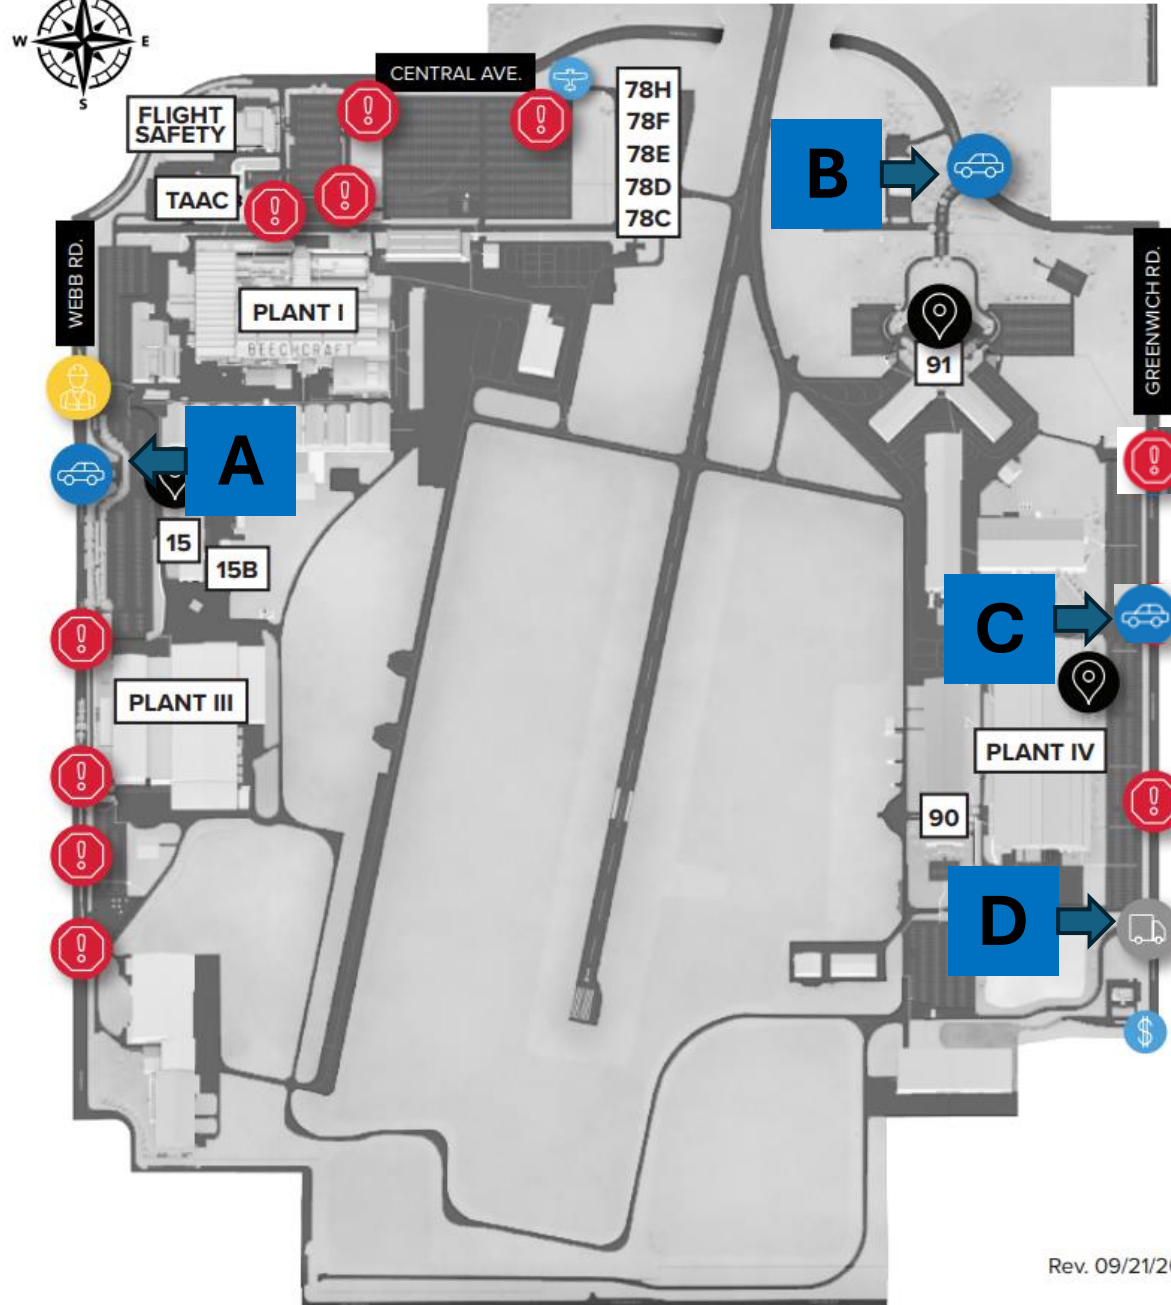 W
E
S
CENTRAL AVE.
FLIGHT
SAFETY
TAAC
78H
78F
78E
78D
78C
B
WEBB RD.
PLANT I
BEECHCRAFT
GREENWICH RD.
91
A
15
15B
C
PLANT III
PLANT IV
90
D
$
Rev. 09/21/2